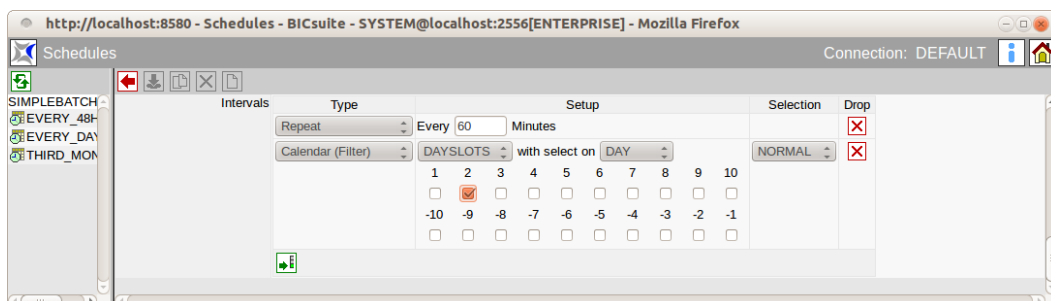 http://localhost:8580 - Schedules - BICsuite - SYSTEM@localhost:2556[ENTERPRISE] - Mozilla Firefox
Schedules Connection: DEFAULT
SIMPLEBATCH
EVERY_48H
EVERY_DAY
THIRD_MON
Intervals Type Setup Selection Drop
Repeat Every 60 Minutes
Calendar (Filter) DAYSLOTS with select on DAY NORMAL
1 2 3 4 5 6 7 8 9 10
-10 -9 -8 -7 -6 -5 -4 -3 -2 -1